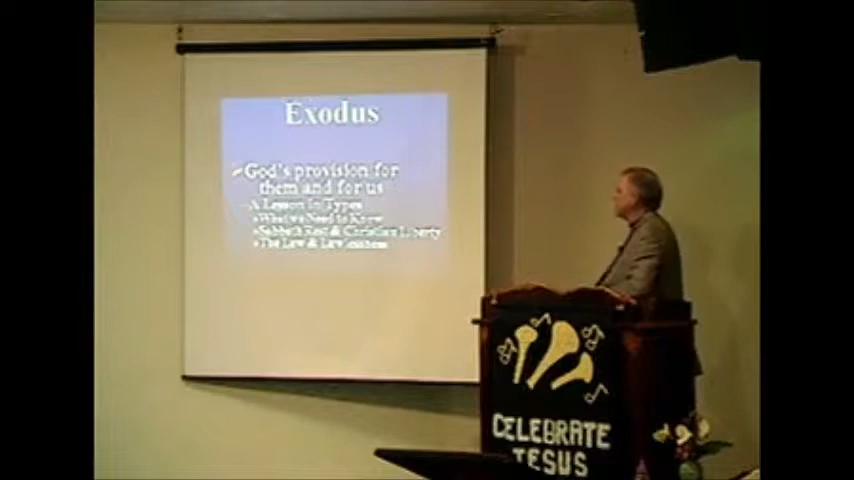 Exodus
God's provision for
them and for us
A Lesson in Types
What we Need to Know
Sabbath Rest & Christian Liberty
The Law & Lawlessness
CELEBRATE
JESUS